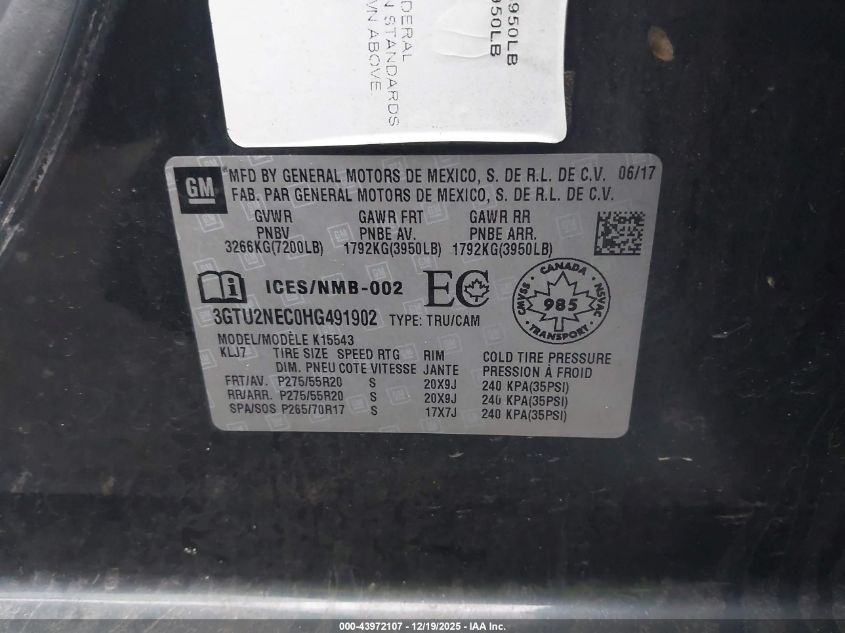 950LB
950LB
DERAL
N STANDARDS
WN ABOVE
GM
MFD BY GENERAL MOTORS DE MEXICO, S. DE R.L. DE C.V. 06/17
FAB. PAR GENERAL MOTORS DE MEXICO, S. DE R.L. DE C.V.
GVWR GAWR FRT GAWR RR
PNBV PNBE AV. PNBE ARR.
3266KG(7200LB) 1792KG(3950LB) 1792KG(3950LB)
ICES/NMB-002 EC
CANADA
CMVSS 985 NSVAC
TRANSPORT
3GTU2NEC0HG491902 TYPE: TRU/CAM
MODEL/MODÈLE K15543
KLJ7 TIRE SIZE SPEED RTG RIM COLD TIRE PRESSURE
DIM. PNEU COTE VITESSE JANTE PRESSION À FROID
FRT/AV. P275/55R20 S 20X9J 240 KPA(35PSI)
RR/ARR. P275/55R20 S 20X9J 240 KPA(35PSI)
SPA/SOS P265/70R17 S 17X7J 240 KPA(35PSI)
000-43972107 - 12/19/2025 - IAA Inc.